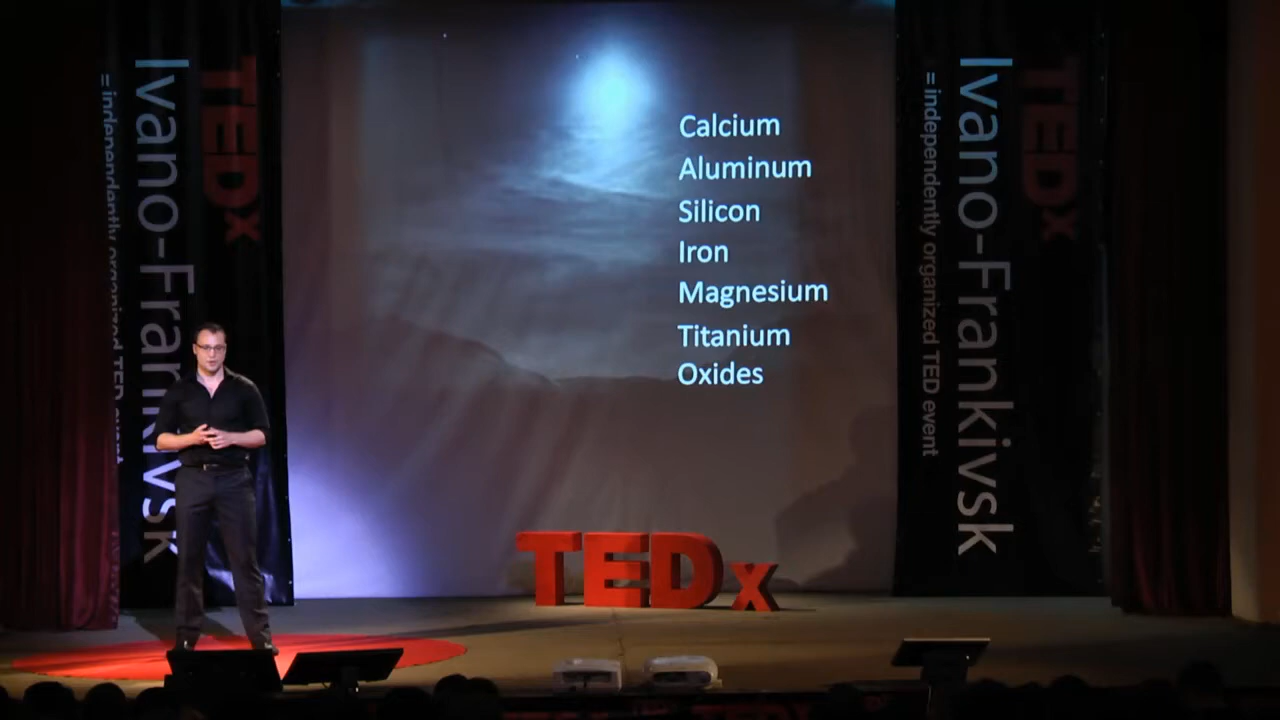 TEDx
Ivano-Frankivsk
= independently organized TED event
Calcium
Aluminum
Silicon
Iron
Magnesium
Titanium
Oxides
TEDx
TEDx
Ivano-Frankivsk
= independently organized TED event